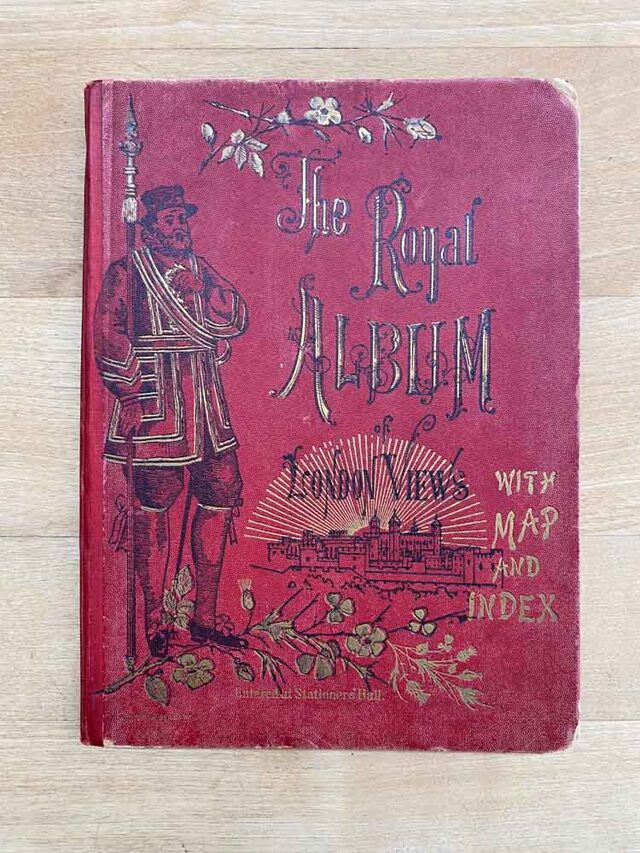 The
Royal
ALBUM
of
LONDON VIEWS
WITH
MAP
AND
INDEX
Entered at Stationers' Hall.